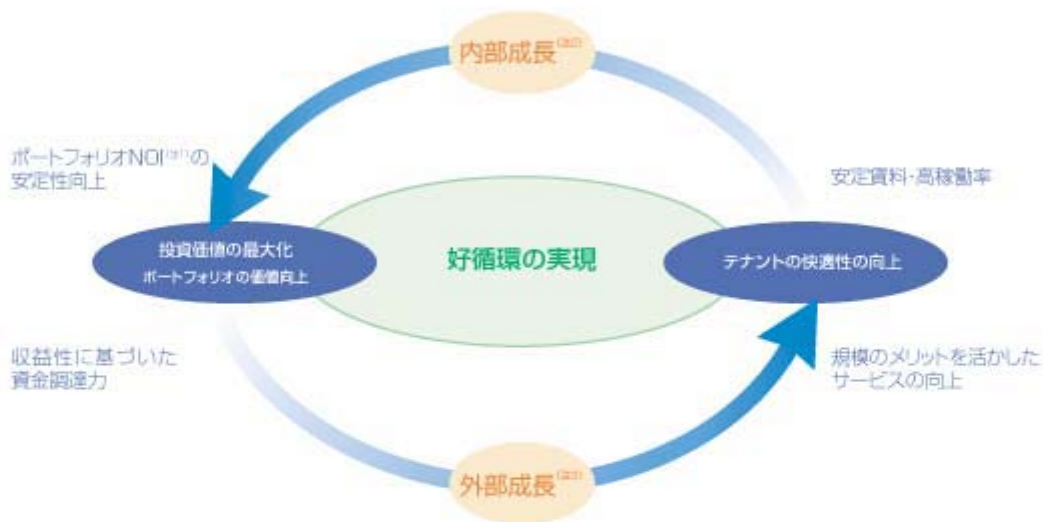 内部成長
ポートフォリオNOI(注1)の
安定性向上
安定賃料・高稼働率
投資価値の最大化
ポートフォリオの価値向上
好循環の実現
テナントの快適性の向上
収益性に基づいた
資金調達力
規模のメリットを活かした
サービスの向上
外部成長